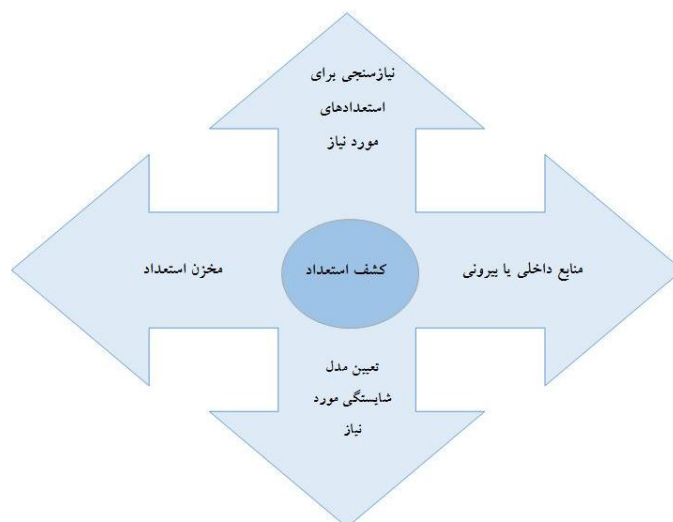 نیازسنجی برای
استعدادهای
مورد نیاز
منابع داخلی یا بیرونی
کشف استعداد
مخزن استعداد
تعیین مدل
شایستگی مورد
نیاز